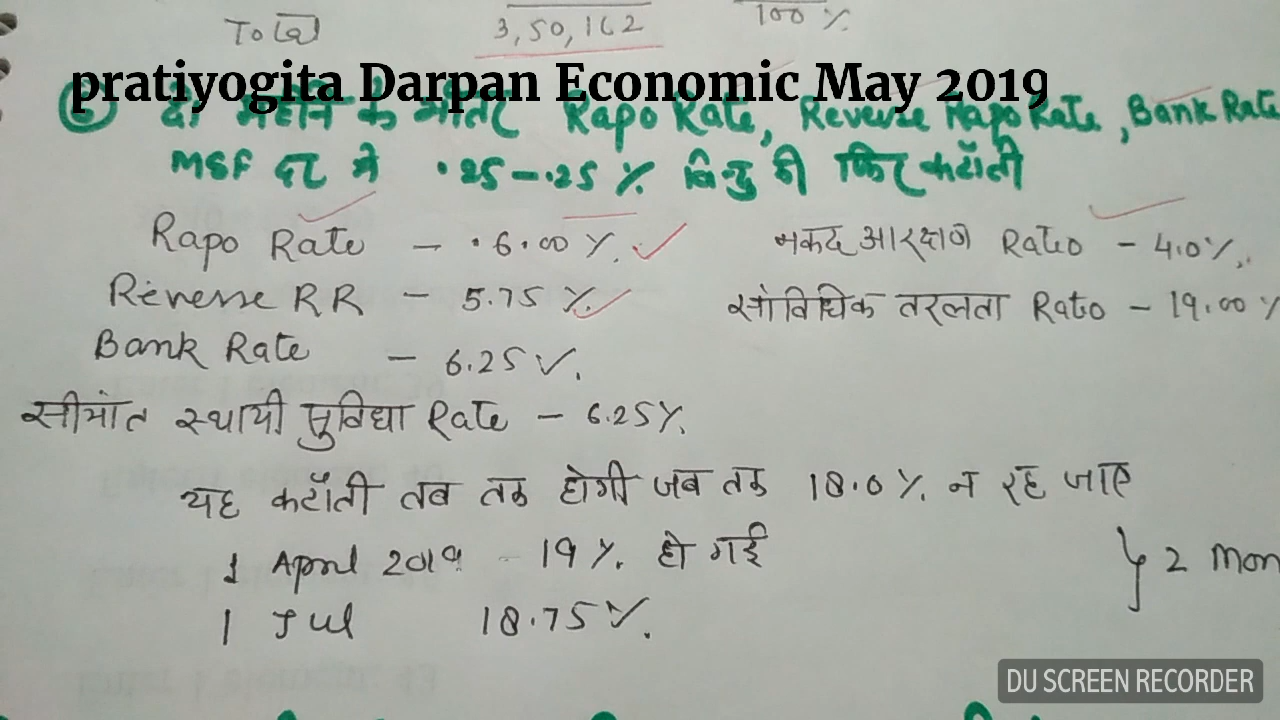 Total 3,50,162 100%
pratiyogita Darpan Economic May 2019
⑥ दो महीने के भीतर Rapo Rate, Reverse Rapo Rate, Bank Rate
MSF दर में .25-.25% बिन्दु की फिर कटौती
Rapo Rate - .6.00%. नकद आरक्षण Ratio - 4.0%.
Reverse RR - 5.75% सांविधिक तरलता Ratio - 19.00%
Bank Rate - 6.25%.
सीमांत स्थायी सुविधा Rate - 6.25%.
यह कटौती तब तक होगी जब तक 18.0%. न रह जाए
1 April 2019 - 19%. हो गई
1 Jul 18.75%.
2 Mon
DU SCREEN RECORDER